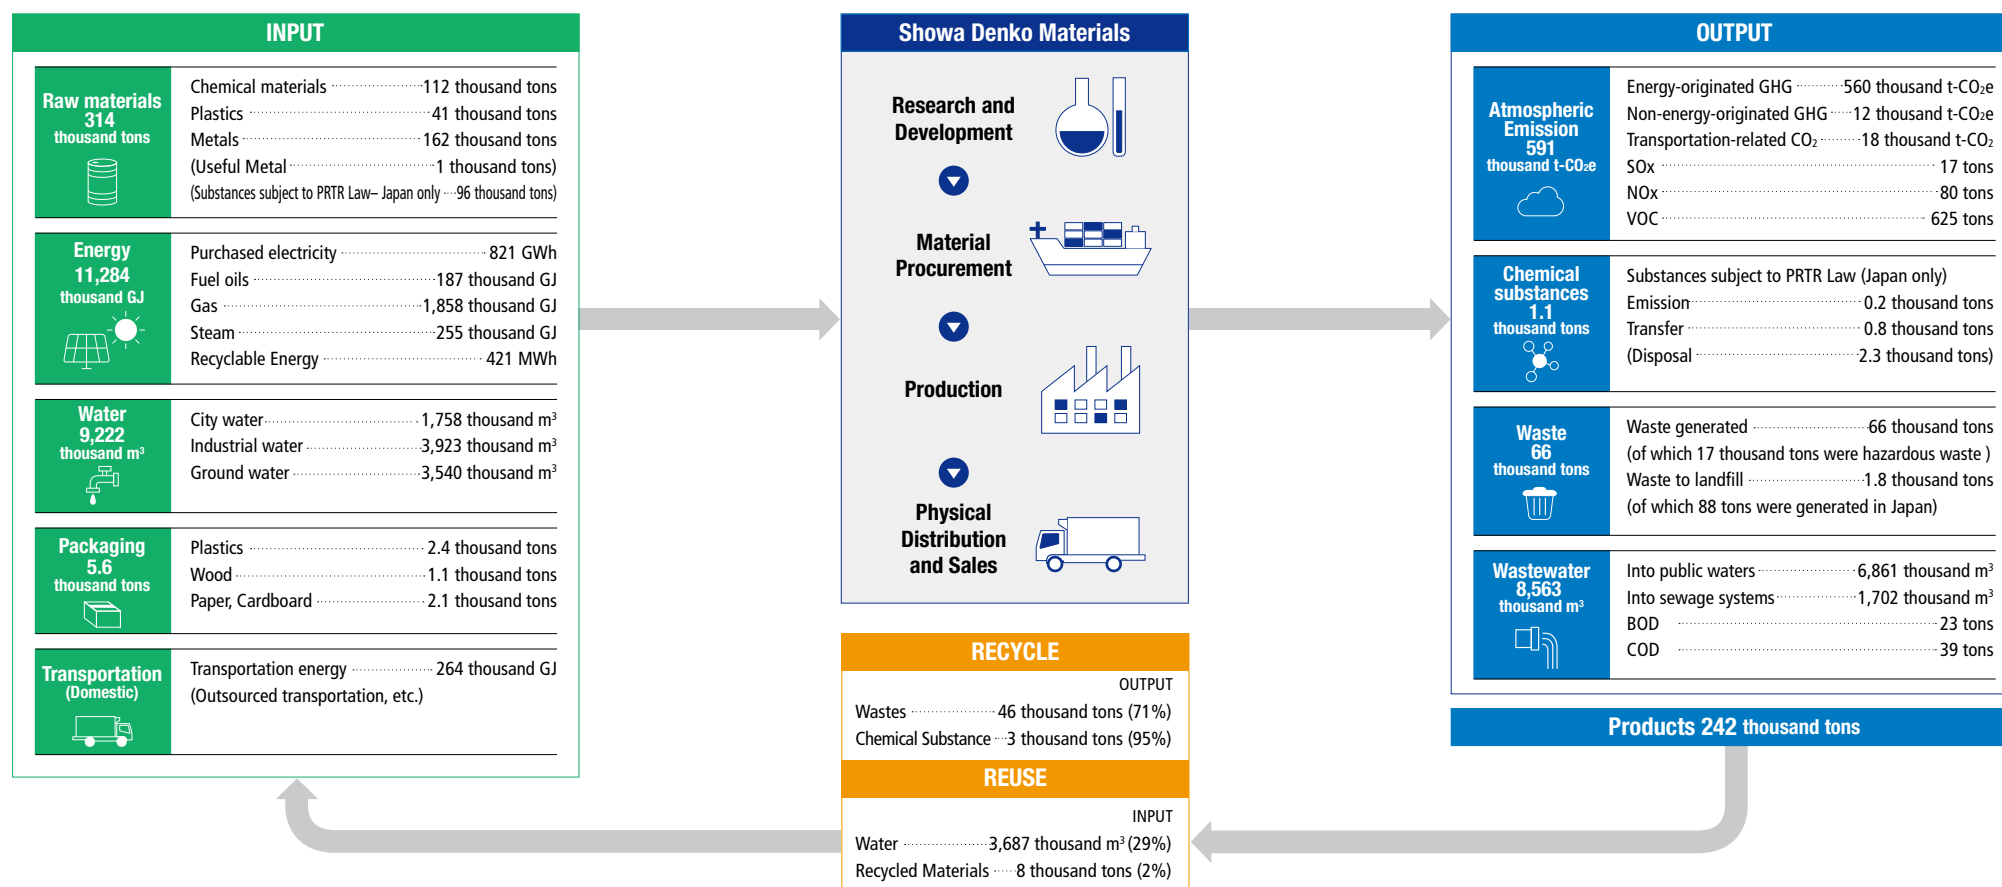 INPUT
Raw materials
314
thousand tons
Chemical materials 112 thousand tons
Plastics 41 thousand tons
Metals 162 thousand tons
(Useful Metal 1 thousand tons)
(Substances subject to PRTR Law– Japan only 96 thousand tons)
Energy
11,284
thousand GJ
Purchased electricity 821 GWh
Fuel oils 187 thousand GJ
Gas 1,858 thousand GJ
Steam 255 thousand GJ
Recyclable Energy 421 MWh
Water
9,222
thousand m³
City water 1,758 thousand m³
Industrial water 3,923 thousand m³
Ground water 3,540 thousand m³
Packaging
5.6
thousand tons
Plastics 2.4 thousand tons
Wood 1.1 thousand tons
Paper, Cardboard 2.1 thousand tons
Transportation
(Domestic)
Transportation energy 264 thousand GJ
(Outsourced transportation, etc.)
Showa Denko Materials
Research and
Development
Material
Procurement
Production
Physical
Distribution
and Sales
RECYCLE
OUTPUT
Wastes 46 thousand tons (71%)
Chemical Substance 3 thousand tons (95%)
REUSE
INPUT
Water 3,687 thousand m³ (29%)
Recycled Materials 8 thousand tons (2%)
OUTPUT
Atmospheric
Emission
591
thousand t-CO₂e
Energy-originated GHG 560 thousand t-CO₂e
Non-energy-originated GHG 12 thousand t-CO₂e
Transportation-related CO₂ 18 thousand t-CO₂
SOx 17 tons
NOx 80 tons
VOC 625 tons
Chemical
substances
1.1
thousand tons
Substances subject to PRTR Law (Japan only)
Emission 0.2 thousand tons
Transfer 0.8 thousand tons
(Disposal 2.3 thousand tons)
Waste
66
thousand tons
Waste generated 66 thousand tons
(of which 17 thousand tons were hazardous waste )
Waste to landfill 1.8 thousand tons
(of which 88 tons were generated in Japan)
Wastewater
8,563
thousand m³
Into public waters 6,861 thousand m³
Into sewage systems 1,702 thousand m³
BOD 23 tons
COD 39 tons
Products 242 thousand tons